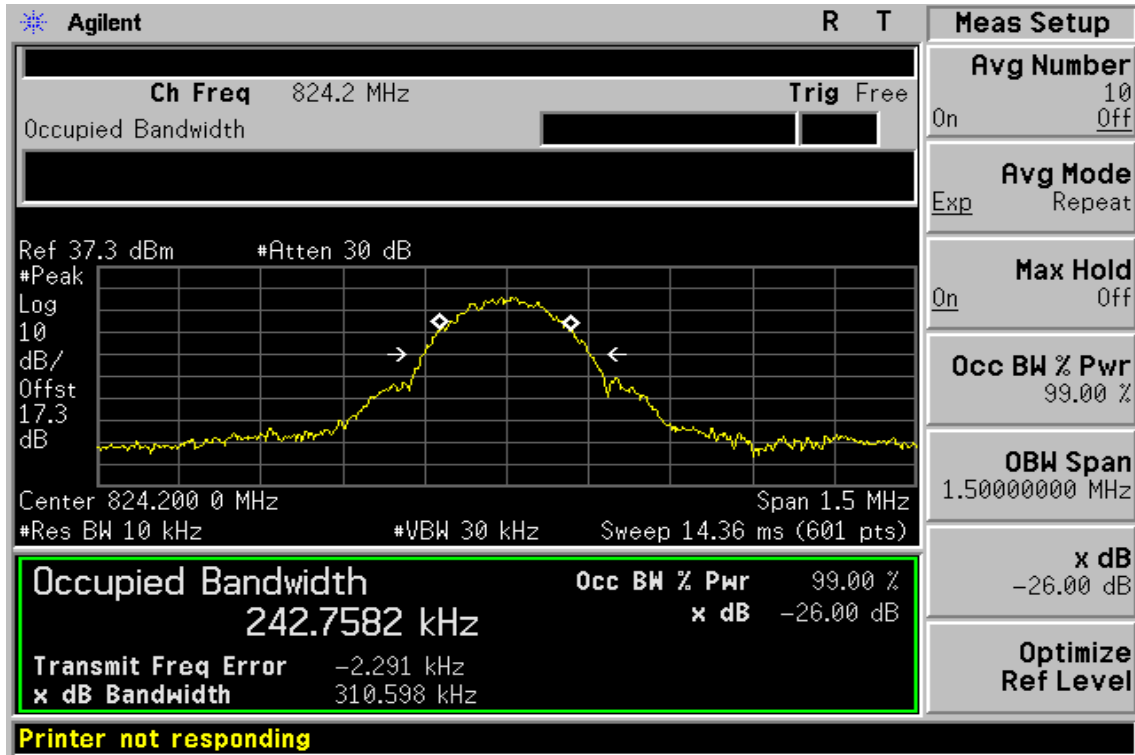 Agilent R T
Ch Freq 824.2 MHz Trig Free
Occupied Bandwidth
Ref 37.3 dBm #Atten 30 dB
#Peak
Log
10
dB/
Offst
17.3
dB
Center 824.200 0 MHz Span 1.5 MHz
#Res BW 10 kHz #VBW 30 kHz Sweep 14.36 ms (601 pts)
Occupied Bandwidth
242.7582 kHz
Occ BW % Pwr 99.00 %
x dB -26.00 dB
Transmit Freq Error -2.291 kHz
x dB Bandwidth 310.598 kHz
Printer not responding
Meas Setup
Avg Number
10
On Off
Avg Mode
Exp Repeat
Max Hold
On Off
Occ BW % Pwr
99.00 %
OBW Span
1.50000000 MHz
x dB
-26.00 dB
Optimize
Ref Level